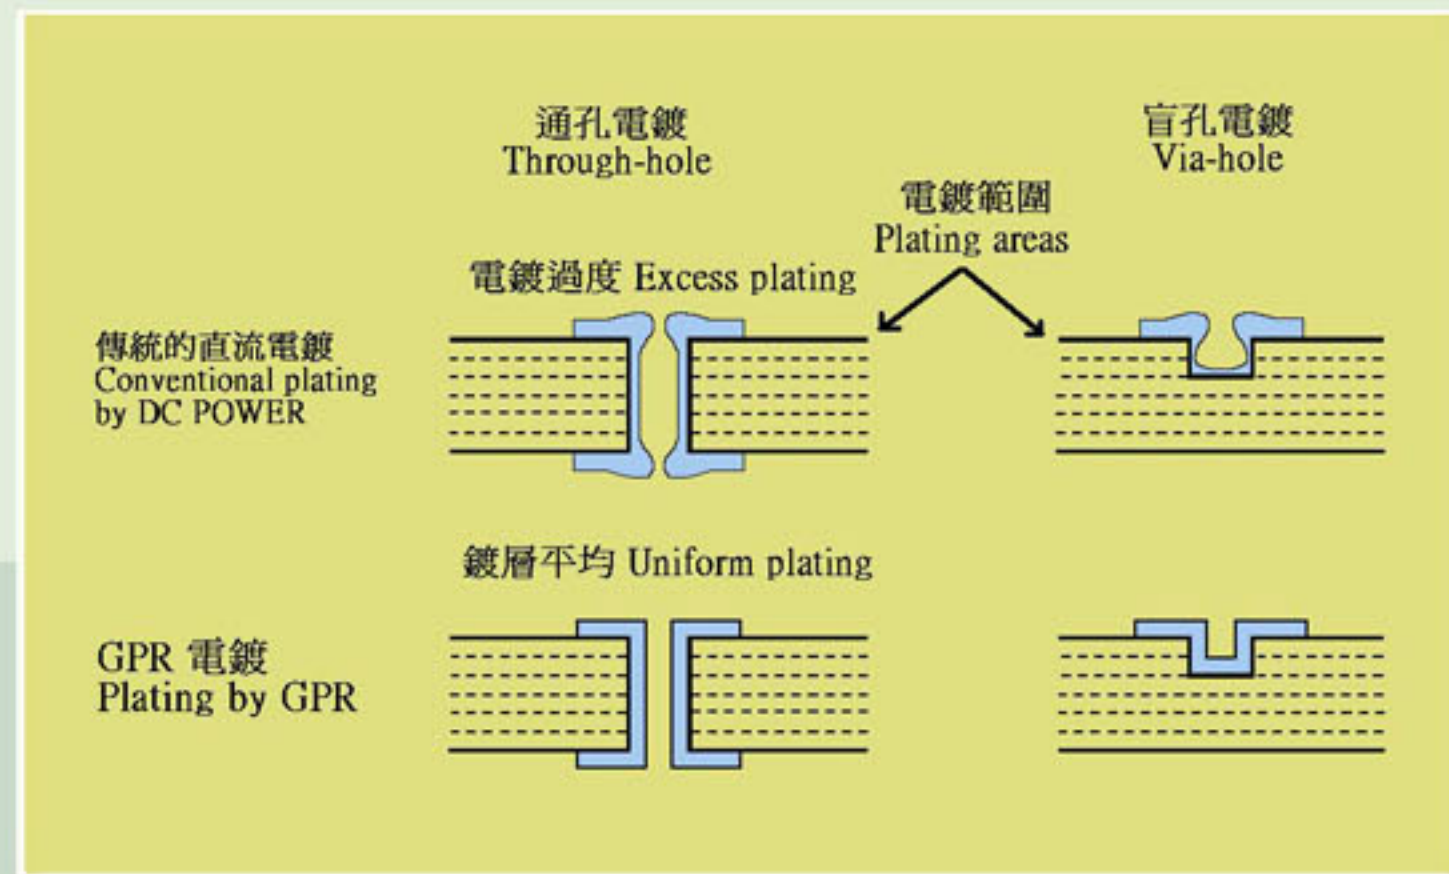 通孔電鍍
Through-hole
盲孔電鍍
Via-hole
電鍍範圍
Plating areas
電鍍過度 Excess plating
傳統的直流電鍍
Conventional plating
by DC POWER
鍍層平均 Uniform plating
GPR 電鍍
Plating by GPR